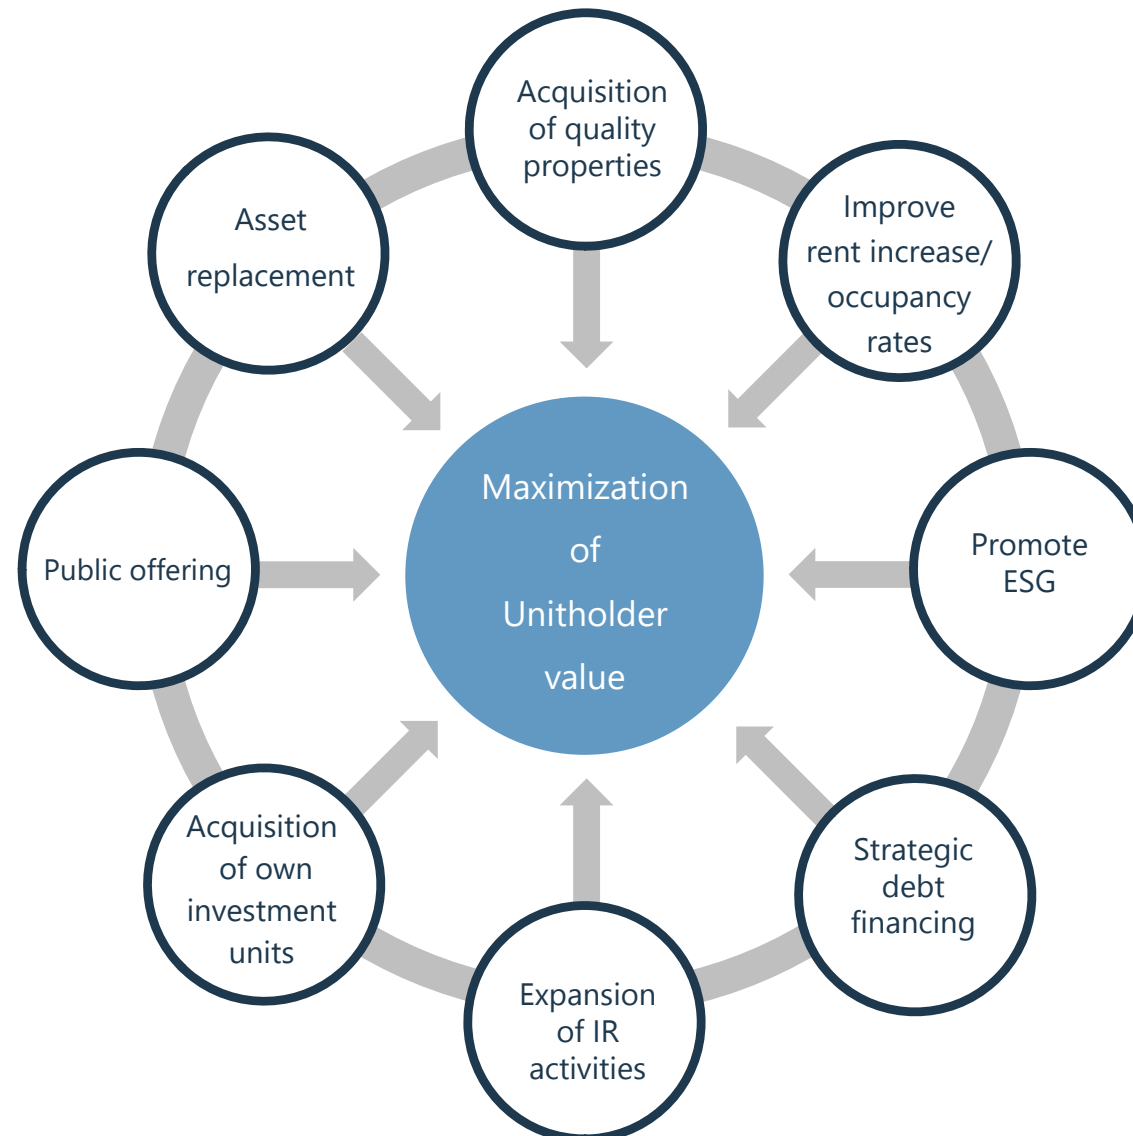 Acquisition
of quality
properties
Improve
rent increase/
occupancy
rates
Promote
ESG
Strategic
debt
financing
Expansion
of IR
activities
Acquisition
of own
investment
units
Public offering
Asset
replacement
Maximization
of
Unitholder
value